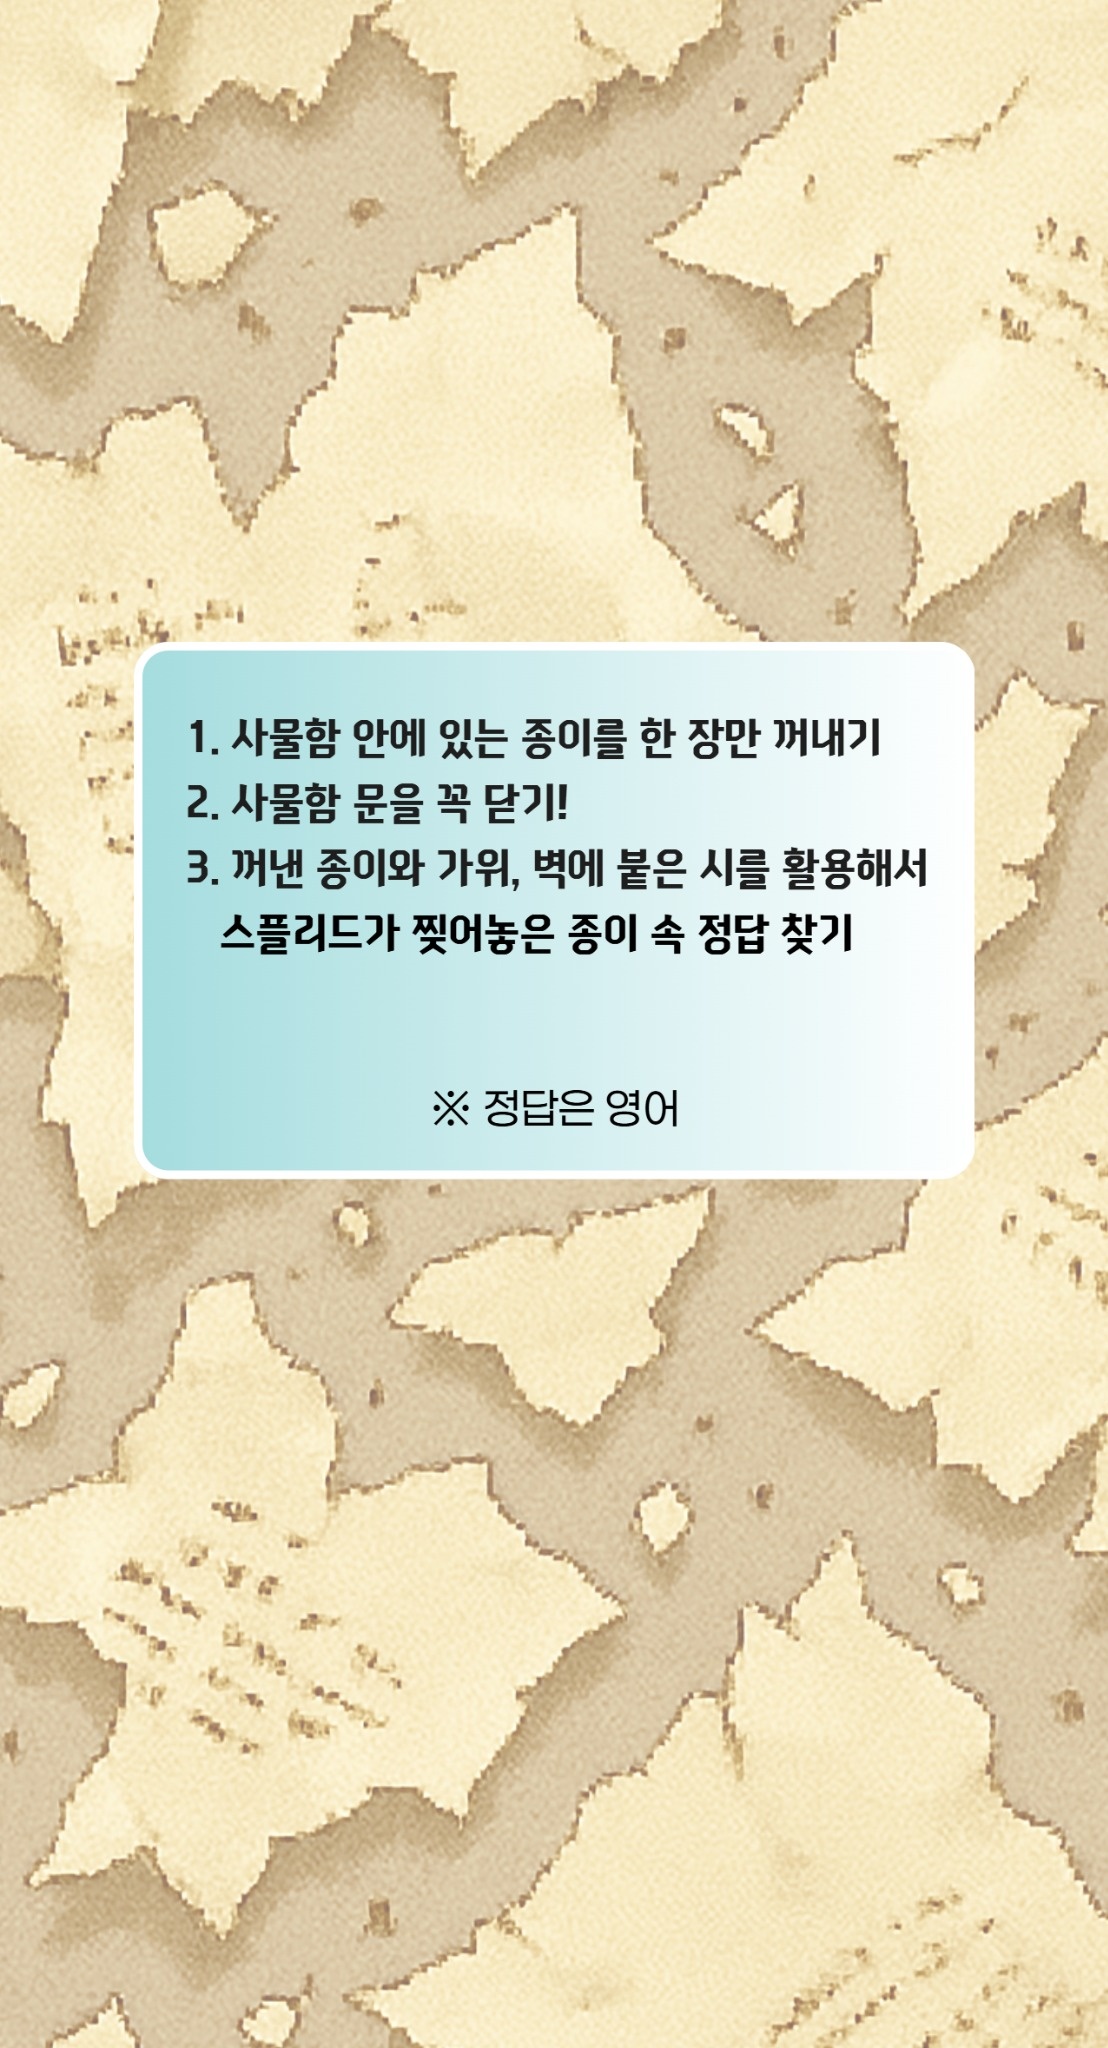 1. 사물함 안에 있는 종이를 한 장만 꺼내기
2. 사물함 문을 꼭 닫기!
3. 꺼낸 종이와 가위, 벽에 붙은 시를 활용해서
스플리드가 찢어놓은 종이 속 정답 찾기
※ 정답은 영어